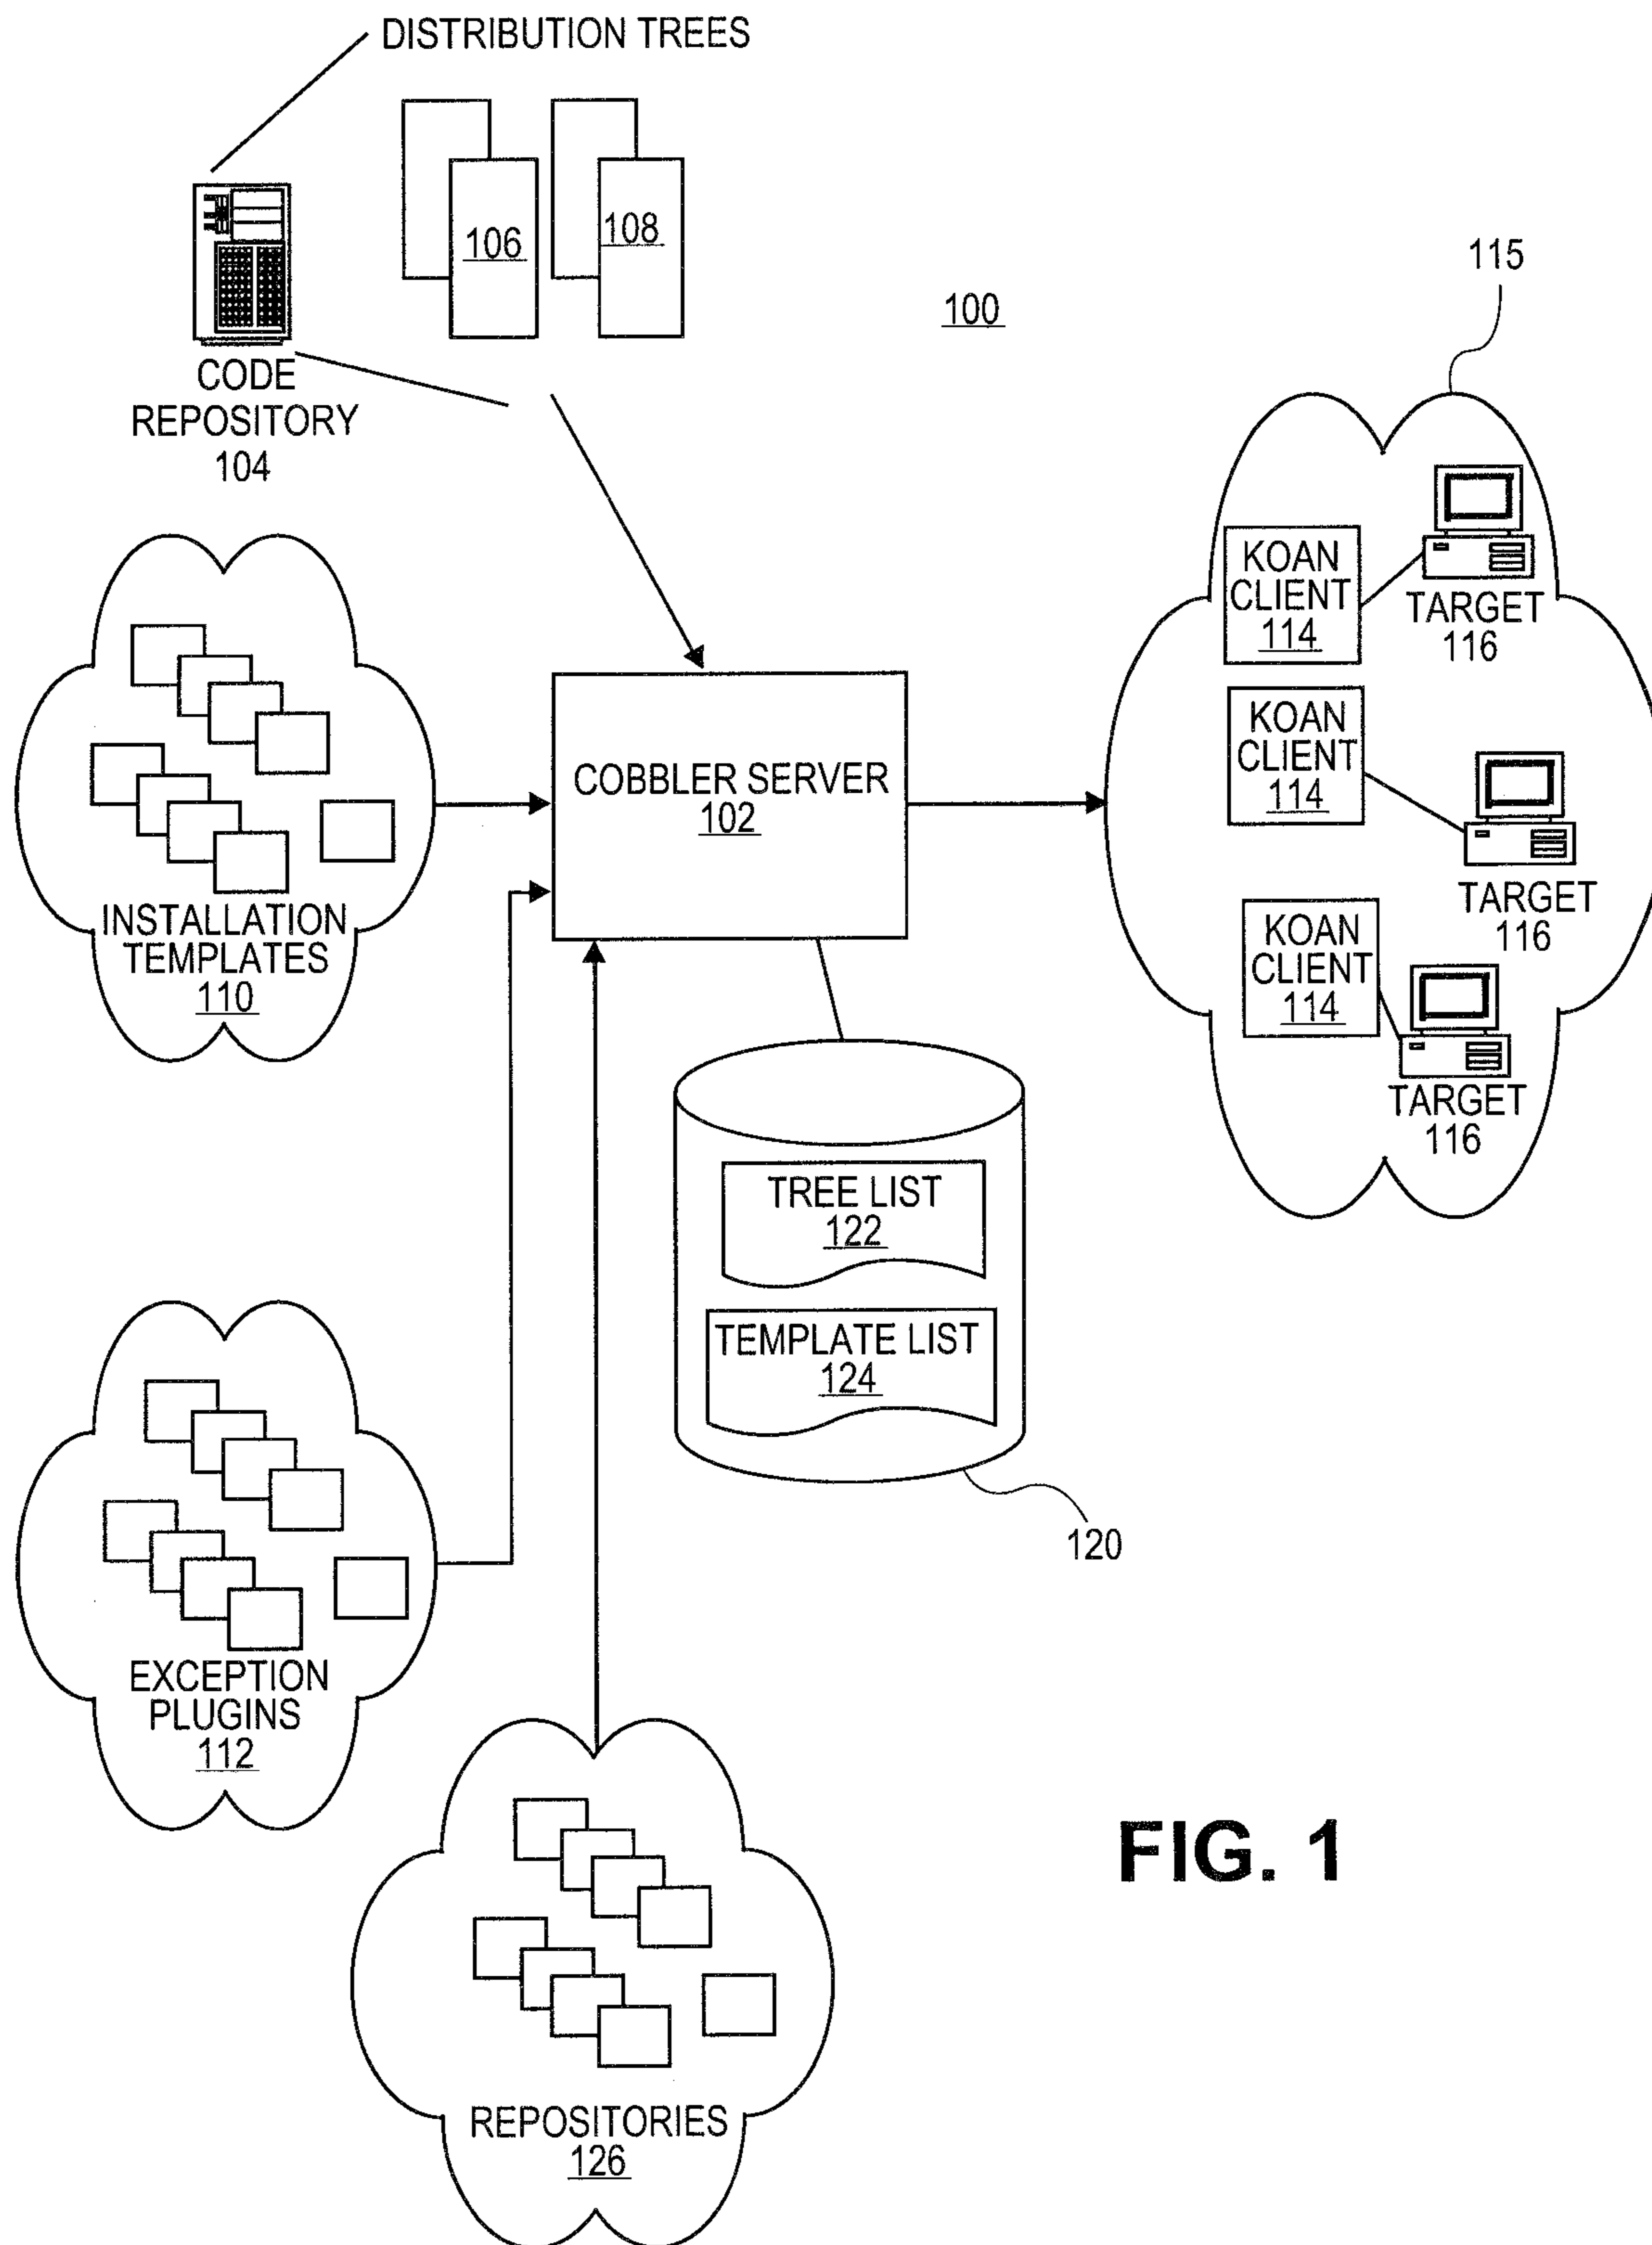 DISTRIBUTION TREES
106
108
CODE
REPOSITORY
104
100
115
KOAN
CLIENT
114
TARGET
116
KOAN
CLIENT
114
TARGET
116
KOAN
CLIENT
114
TARGET
116
INSTALLATION
TEMPLATES
110
COBBLER SERVER
102
TREE LIST
122
TEMPLATE LIST
124
120
EXCEPTION
PLUGINS
112
REPOSITORIES
126
FIG. 1